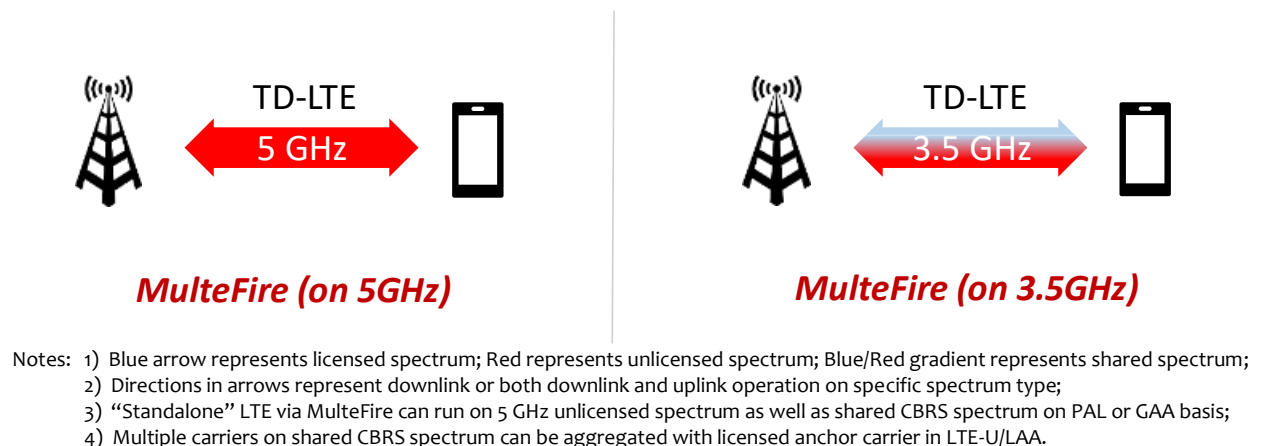 TD-LTE
5 GHz
MulteFire (on 5GHz)
TD-LTE
3.5 GHz
MulteFire (on 3.5GHz)
Notes: 1) Blue arrow represents licensed spectrum; Red represents unlicensed spectrum; Blue/Red gradient represents shared spectrum;
2) Directions in arrows represent downlink or both downlink and uplink operation on specific spectrum type;
3) “Standalone” LTE via MulteFire can run on 5 GHz unlicensed spectrum as well as shared CBRS spectrum on PAL or GAA basis;
4) Multiple carriers on shared CBRS spectrum can be aggregated with licensed anchor carrier in LTE-U/LAA.